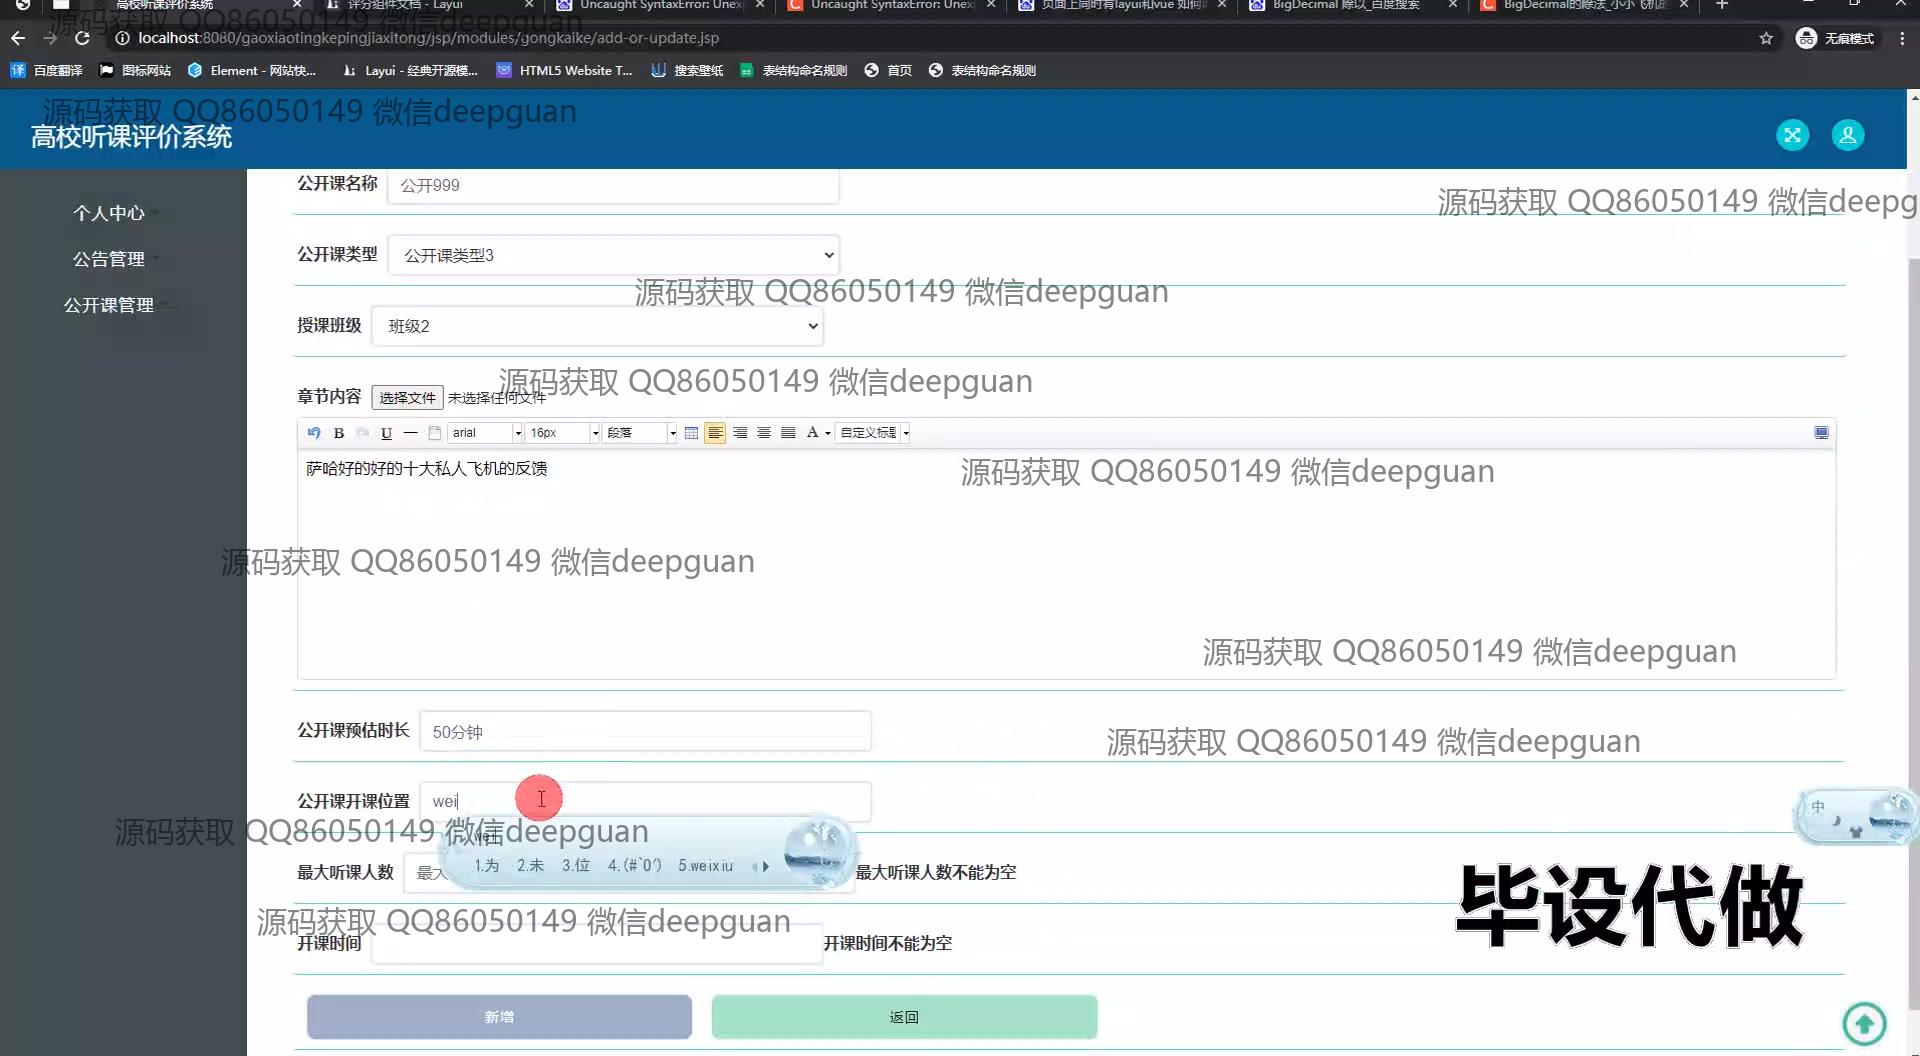 高校听课评价系统
评分组件文档 - Layui
Uncaught SyntaxError: Unex
Uncaught SyntaxError: Unex
页面上同时有layui和vue 如何
BigDecimal 除以_百度搜索
BigDecimal的除法_小小飞机的
源码获取 QQ86050149 微信deepguan
localhost:8080/gaoxiaotingkepingjiaxitong/jsp/modules/gongkaike/add-or-update.jsp
无痕模式
译 百度翻译
图标网站
Element - 网站快...
Layui - 经典开源模...
HTML5 Website T...
搜索壁纸
表结构命名规则
首页
表结构命名规则
源码获取 QQ86050149 微信deepguan
高校听课评价系统
个人中心
公告管理
公开课管理
公开课名称 公开999
源码获取 QQ86050149 微信deepg
公开课类型 公开课类型3
源码获取 QQ86050149 微信deepguan
授课班级 班级2
源码获取 QQ86050149 微信deepguan
章节内容 选择文件 未选择任何文件
B U arial 16px 段落 A 自定义标题
萨哈好的好的十大私人飞机的反馈
源码获取 QQ86050149 微信deepguan
源码获取 QQ86050149 微信deepguan
源码获取 QQ86050149 微信deepguan
公开课预估时长 50分钟
源码获取 QQ86050149 微信deepguan
公开课开课位置 wei
中
源码获取 QQ86050149 微信deepguan
wei
1.为 2.未 3.位 4.(#`O′) 5.weixiu
最大听课人数 最大 最大听课人数不能为空
源码获取 QQ86050149 微信deepguan
毕设代做
开课时间 开课时间不能为空
新增
返回